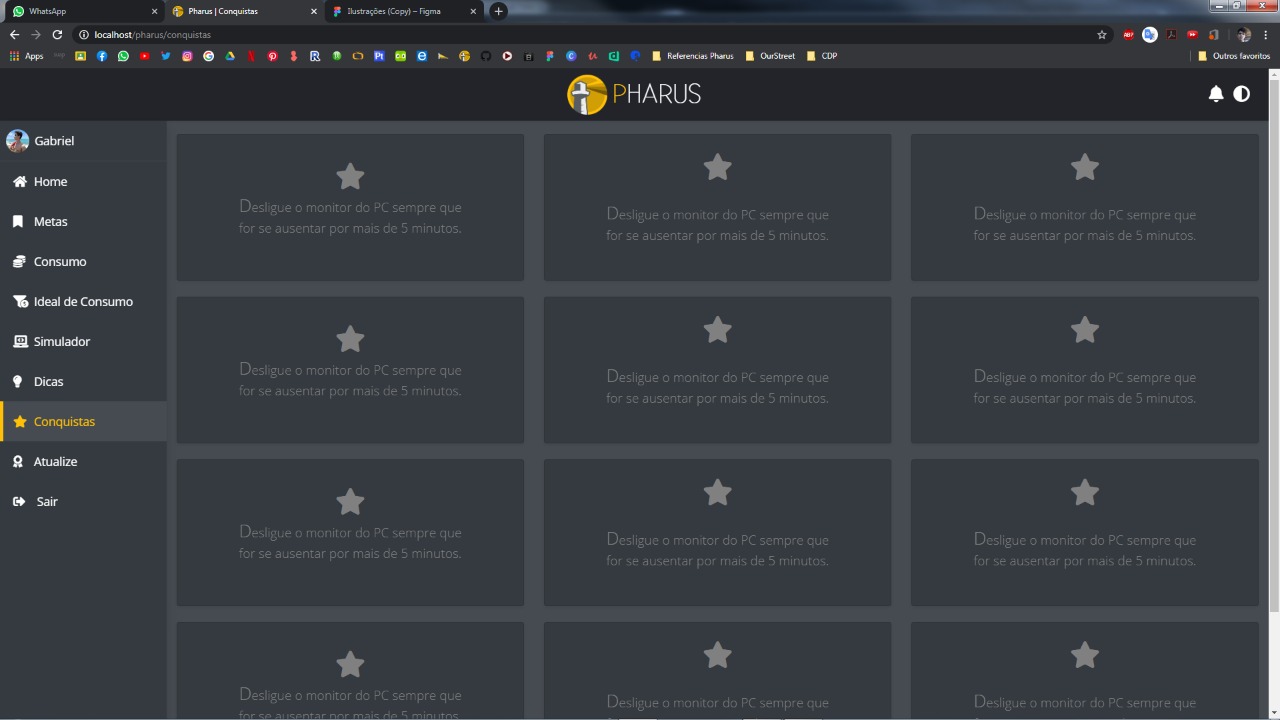 WhatsApp
Pharus | Conquistas
Ilustrações (Copy) – Figma
localhost/pharus/conquistas
Apps
Referencias Pharus
OurStreet
CDP
Outros favoritos
PHARUS
Gabriel
Home
Metas
Consumo
Ideal de Consumo
Simulador
Dicas
Conquistas
Atualize
Sair
Desligue o monitor do PC sempre que
for se ausentar por mais de 5 minutos.
Desligue o monitor do PC sempre que
for se ausentar por mais de 5 minutos.
Desligue o monitor do PC sempre que
for se ausentar por mais de 5 minutos.
Desligue o monitor do PC sempre que
for se ausentar por mais de 5 minutos.
Desligue o monitor do PC sempre que
for se ausentar por mais de 5 minutos.
Desligue o monitor do PC sempre que
for se ausentar por mais de 5 minutos.
Desligue o monitor do PC sempre que
for se ausentar por mais de 5 minutos.
Desligue o monitor do PC sempre que
for se ausentar por mais de 5 minutos.
Desligue o monitor do PC sempre que
for se ausentar por mais de 5 minutos.
Desligue o monitor do PC sempre que
for se ausentar por mais de 5 minutos.
Desligue o monitor do PC sempre que
Desligue o monitor do PC sempre que